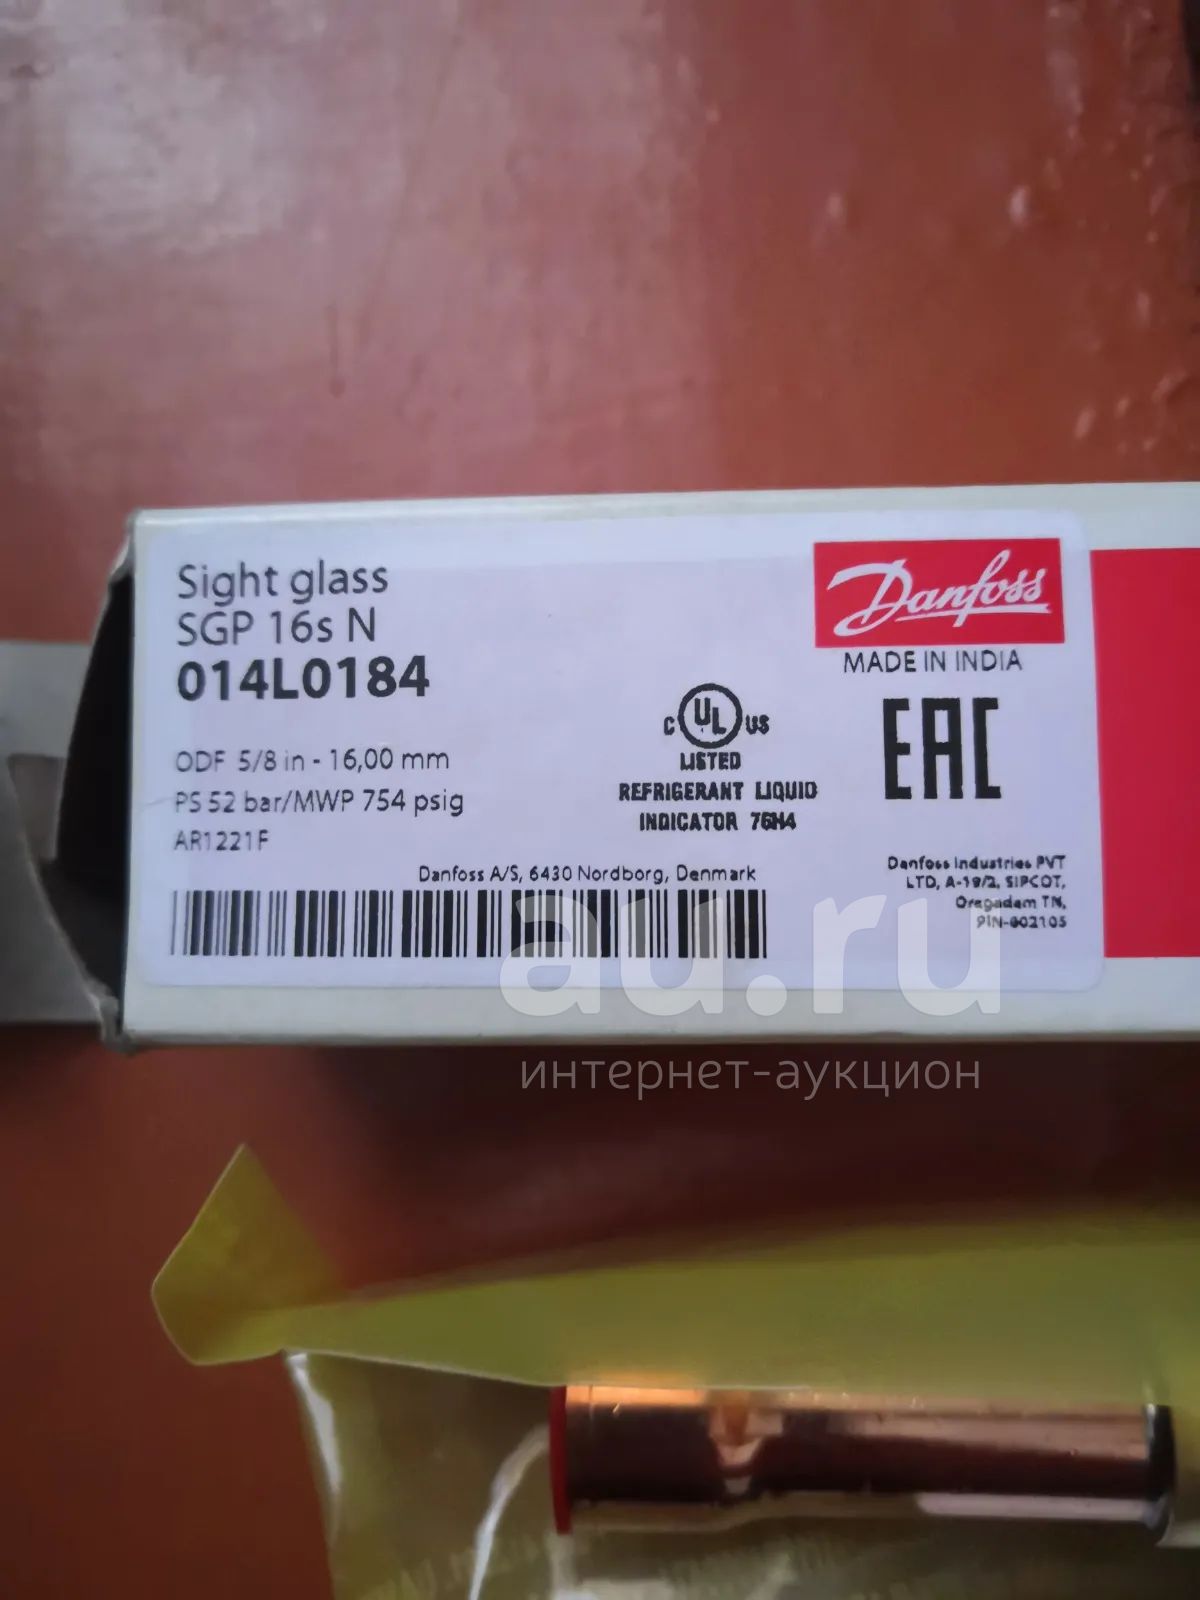 Sight glass
SGP 16s N
014L0184
ODF 5/8 in - 16,00 mm
PS 52 bar/MWP 754 psig
AR1221F
Danfoss
MADE IN INDIA
C UL US
LISTED
REFRIGERANT LIQUID
INDICATOR 76H4
EAC
Danfoss A/S, 6430 Nordborg, Denmark
Danfoss Industries PVT
LTD, A-19/2, SIPCOT,
Oragadam TN,
PIN-602105
au.ru
интернет-аукцион